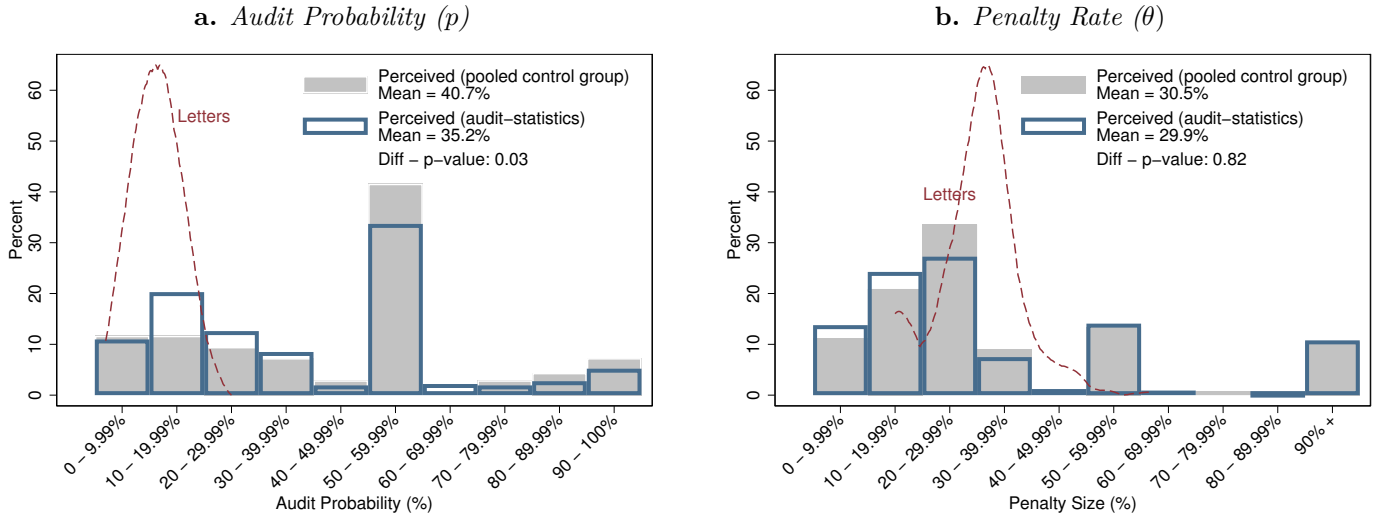 a. Audit Probability (p)
Percent
0
10
20
30
40
50
60
Letters
Perceived (pooled control group)
Mean = 40.7%
Perceived (audit−statistics)
Mean = 35.2%
Diff − p−value: 0.03
0 − 9.99%
10 − 19.99%
20 − 29.99%
30 − 39.99%
40 − 49.99%
50 − 59.99%
60 − 69.99%
70 − 79.99%
80 − 89.99%
90 − 100%
Audit Probability (%)
b. Penalty Rate (θ)
Percent
0
10
20
30
40
50
60
Letters
Perceived (pooled control group)
Mean = 30.5%
Perceived (audit−statistics)
Mean = 29.9%
Diff − p−value: 0.82
0 − 9.99%
10 − 19.99%
20 − 29.99%
30 − 39.99%
40 − 49.99%
50 − 59.99%
60 − 69.99%
70 − 79.99%
80 − 89.99%
90% +
Penalty Size (%)